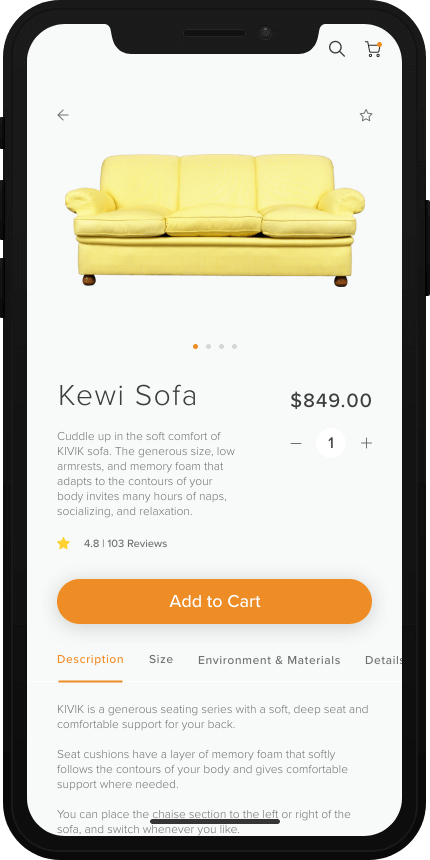 Kewi Sofa
$849.00
Cuddle up in the soft comfort of
KIVIK sofa. The generous size, low
armrests, and memory foam that
adapts to the contours of your
body invites many hours of naps,
socializing, and relaxation.
1
4.8 | 103 Reviews
Add to Cart
Description Size Environment & Materials Details
KIVIK is a generous seating series with a soft, deep seat and
comfortable support for your back.
Seat cushions have a layer of memory foam that softly
follows the contours of your body and gives comfortable
support where needed.
You can place the chaise section to the left or right of the
sofa, and switch whenever you like.